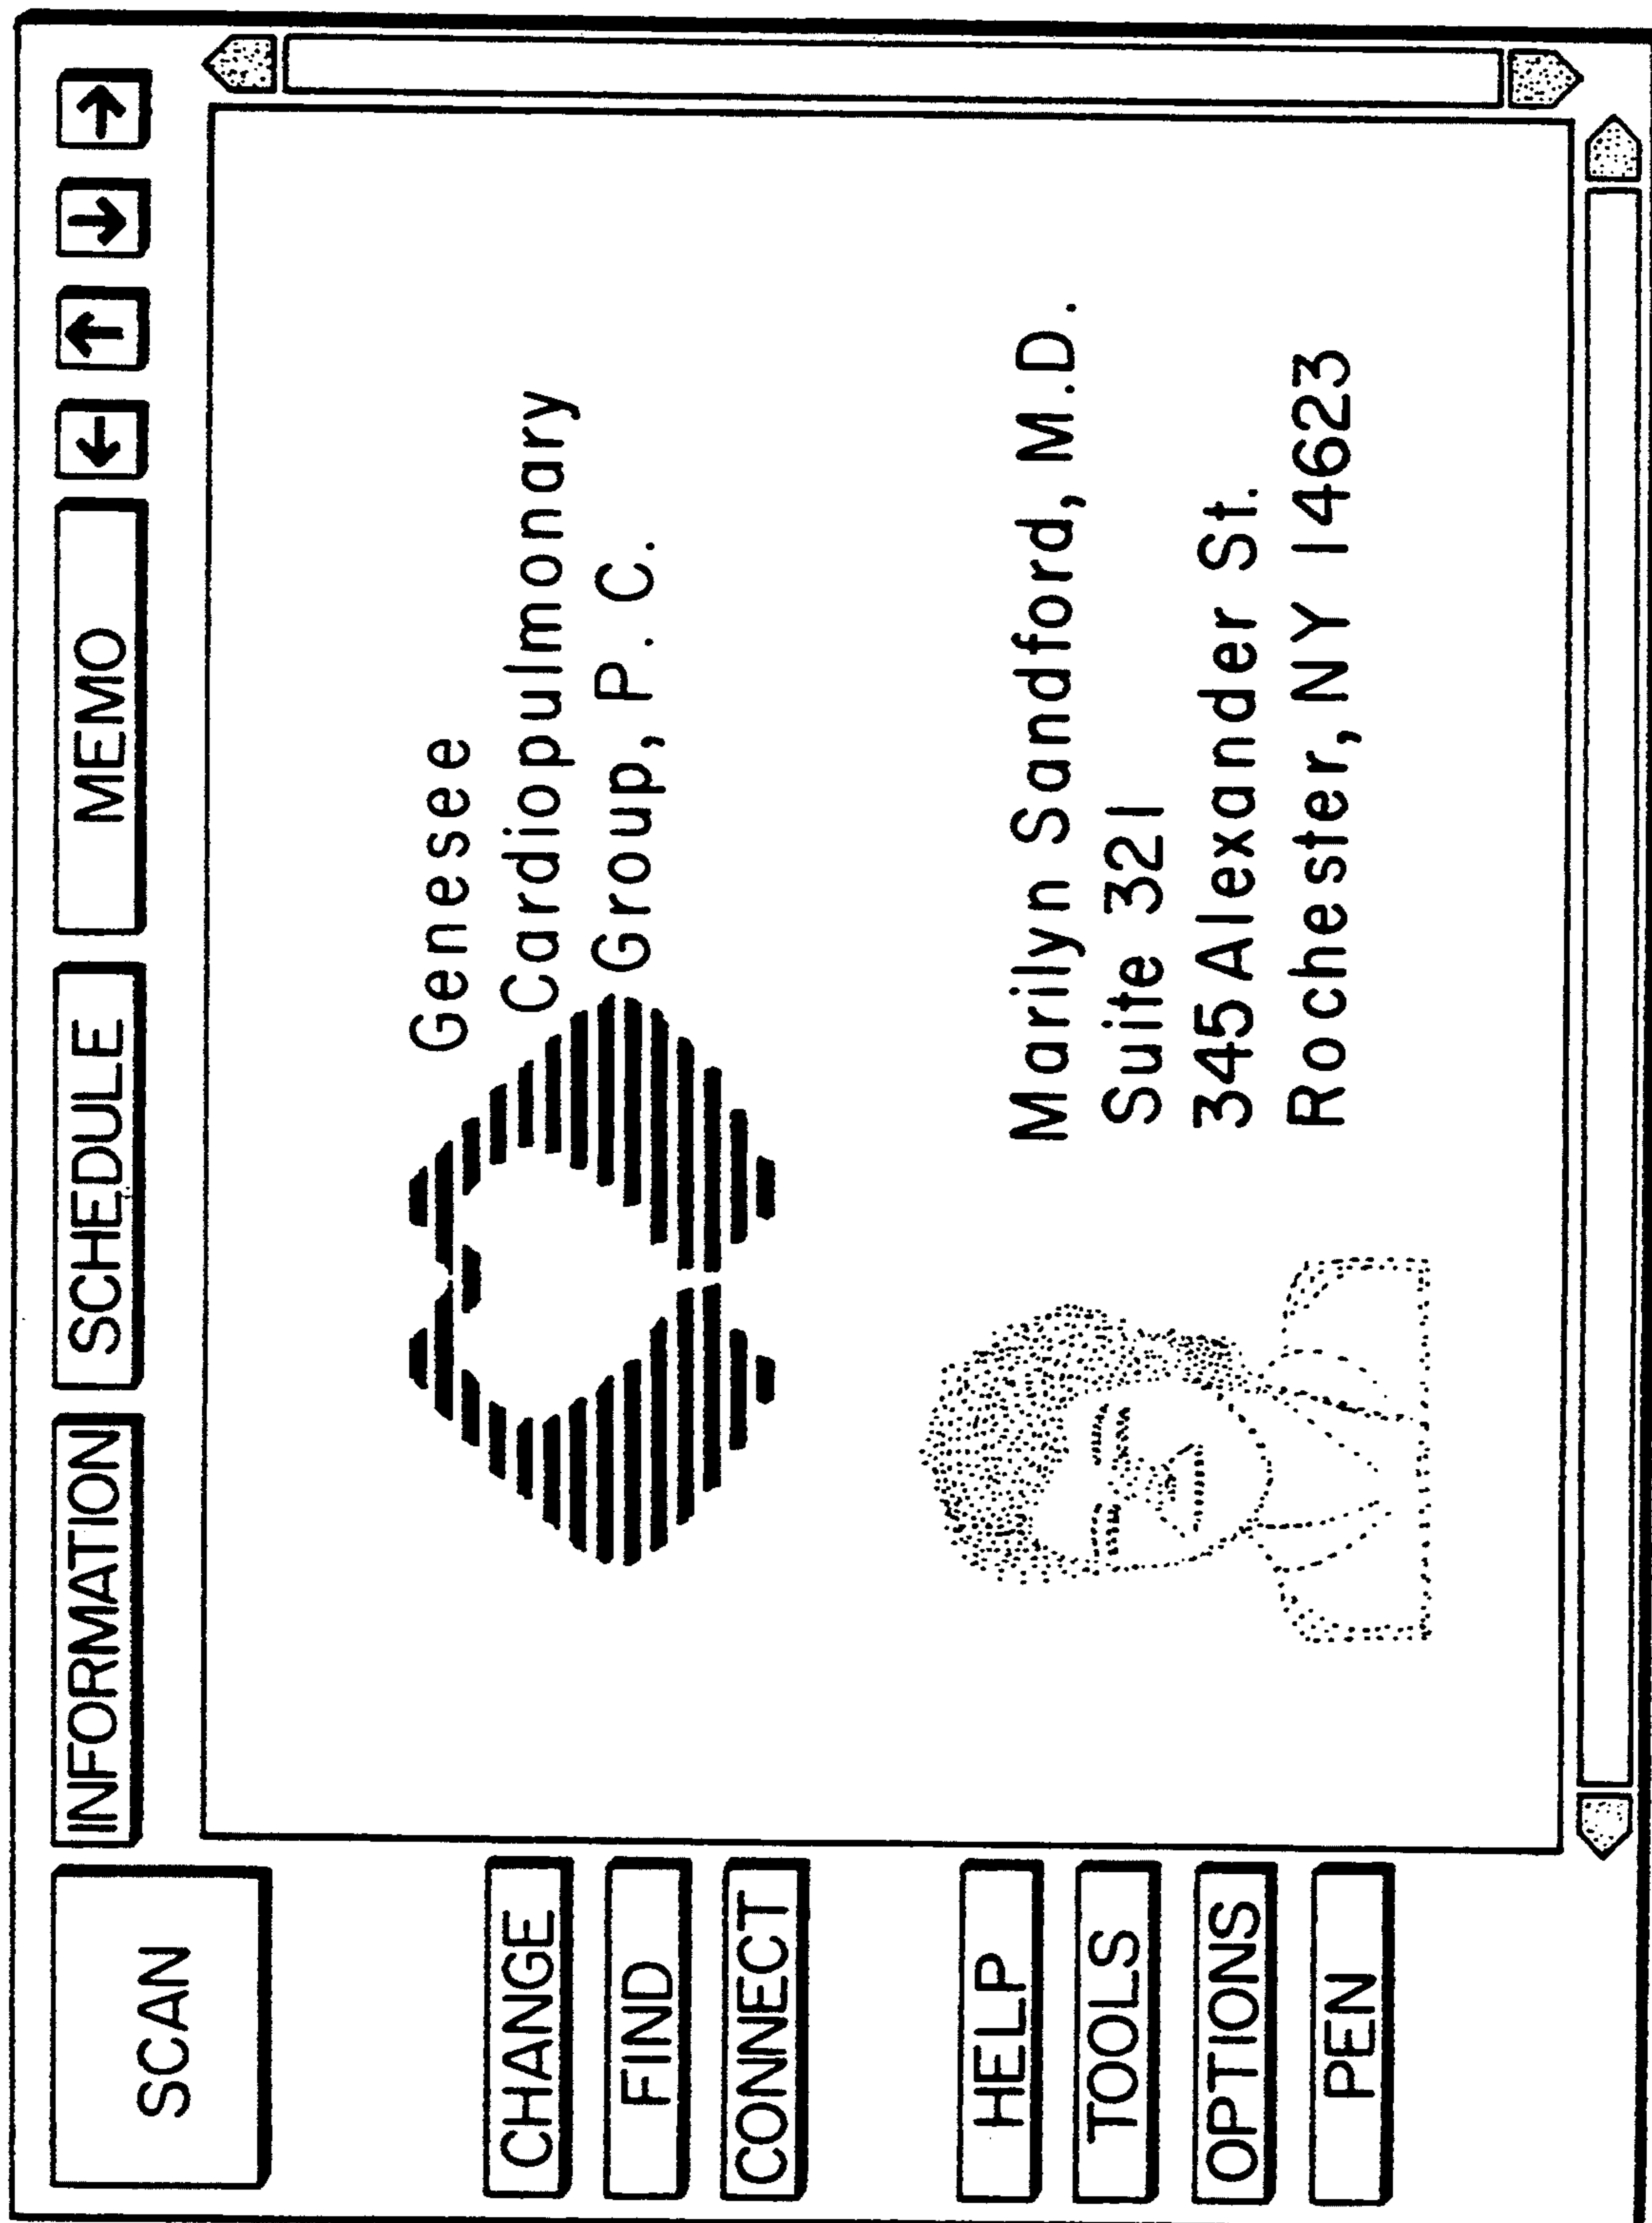 SCAN
INFORMATION
SCHEDULE
MEMO
CHANGE
FIND
CONNECT
HELP
TOOLS
OPTIONS
PEN
Genesee
Cardiopulmonary
Group, P. C.
Marilyn Sandford, M.D.
Suite 321
345 Alexander St.
Rochester, NY 14623